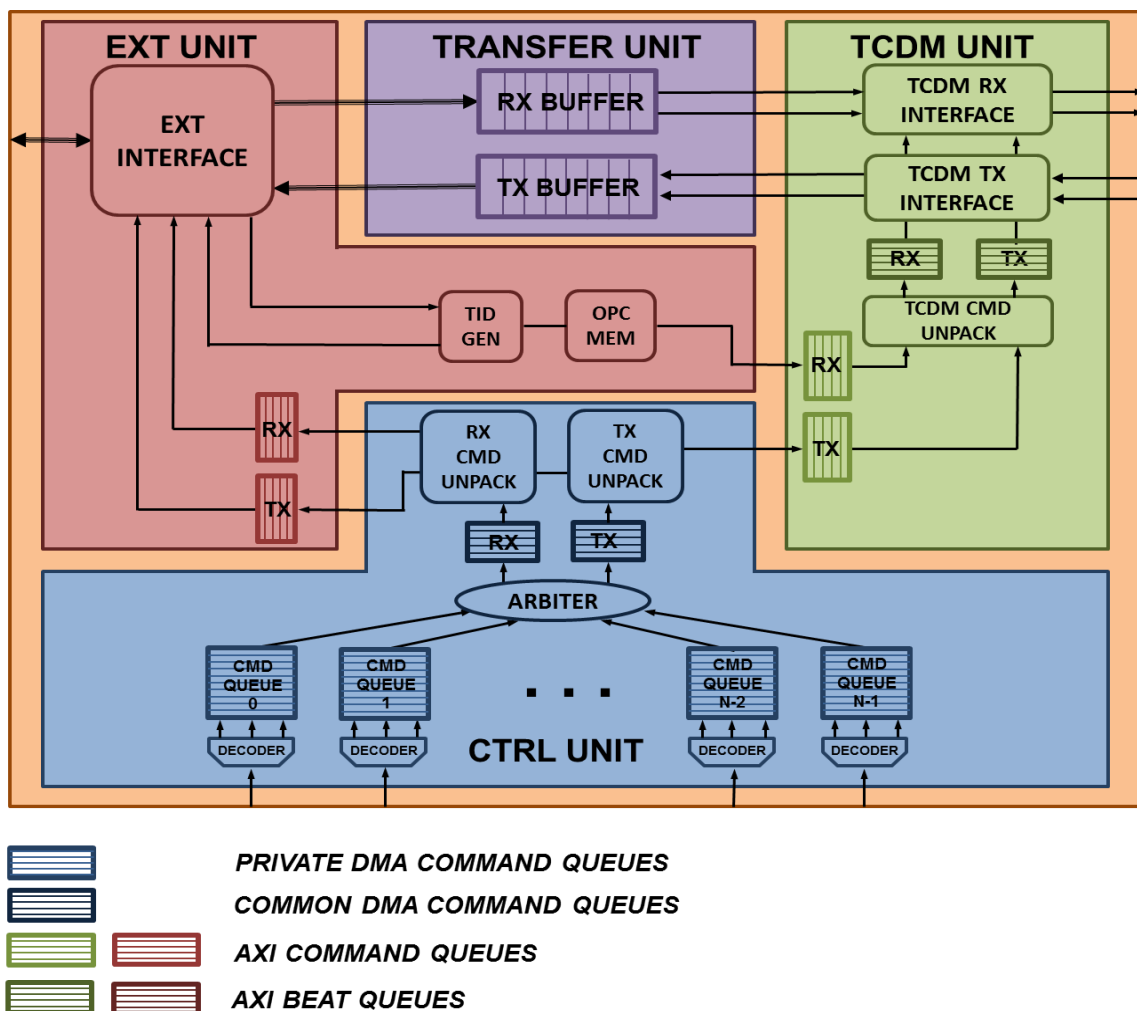 EXT UNIT
TRANSFER UNIT
TCDM UNIT
EXT
INTERFACE
RX BUFFER
TX BUFFER
TCDM RX
INTERFACE
TCDM TX
INTERFACE
RX
TX
TCDM CMD
UNPACK
TID
GEN
OPC
MEM
RX
TX
RX
TX
RX
CMD
UNPACK
TX
CMD
UNPACK
RX
TX
ARBITER
CMD
QUEUE
0
CMD
QUEUE
1
. . .
CMD
QUEUE
N-2
CMD
QUEUE
N-1
DECODER
DECODER
DECODER
DECODER
CTRL UNIT
PRIVATE DMA COMMAND QUEUES
COMMON DMA COMMAND QUEUES
AXI COMMAND QUEUES
AXI BEAT QUEUES